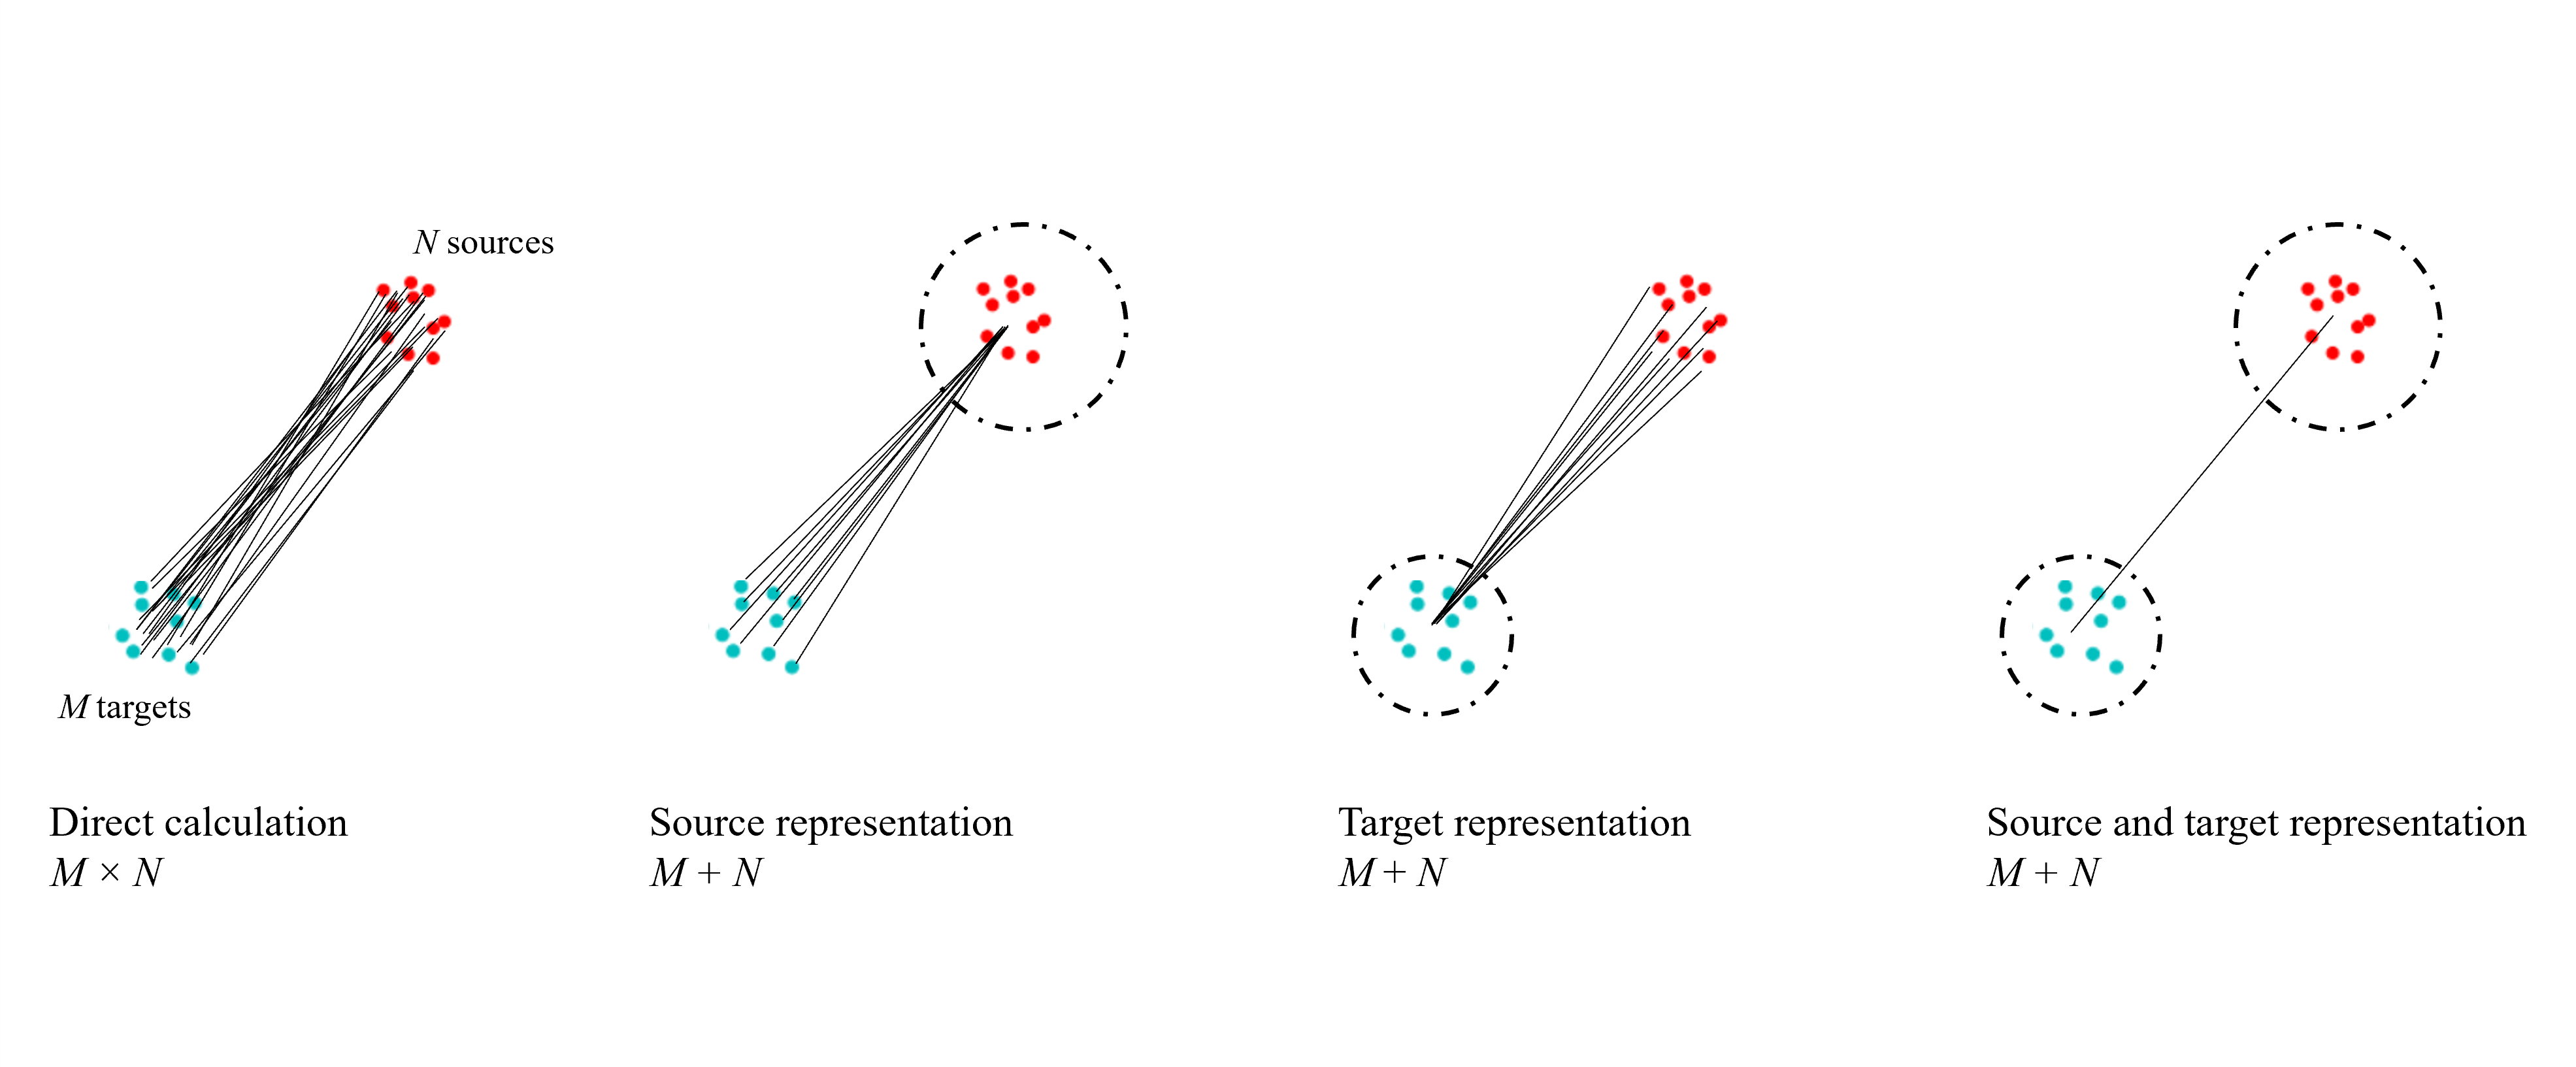 N sources
M targets
Direct calculation
M × N
Source representation
M + N
Target representation
M + N
Source and target representation
M + N